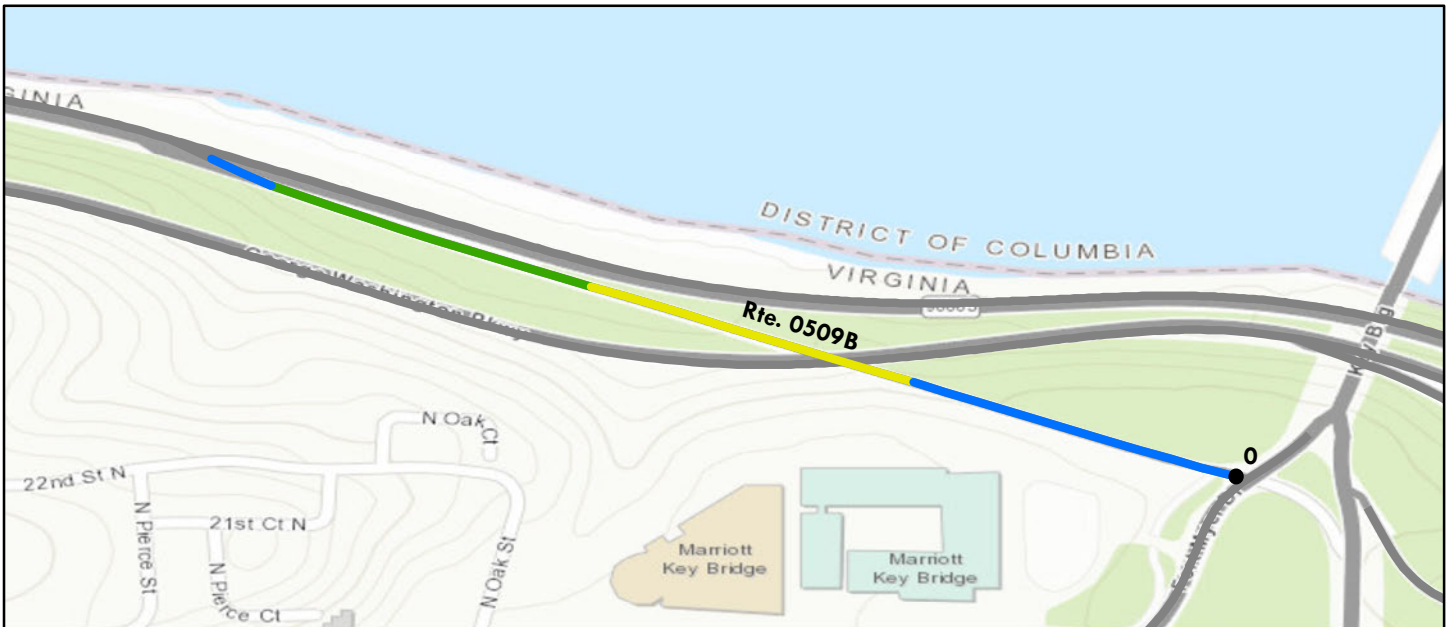 GINIA
DISTRICT OF COLUMBIA
VIRGINIA
Rte. 0509B
0
N Oak Ct
22nd St N
21st Ct N
N Pierce St
N Pierce Ct
N Oak St
Marriott
Key Bridge
Marriott
Key Bridge